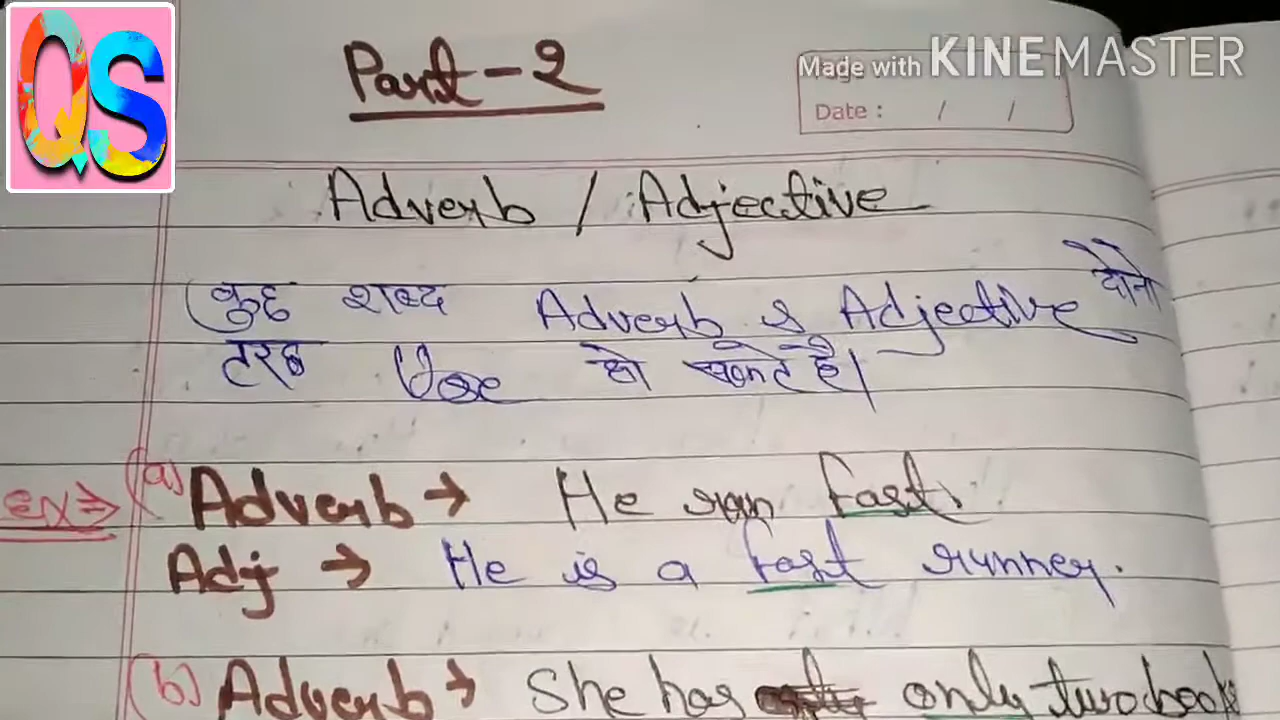 QS
Part-2
Made with KINEMASTER
Date : / /
Adverb / Adjective
कुछ शब्द Adverb & Adjective दोनो
तरह Use हो सकते है।
ex⇒ (a) Adverb → He ran fast.
Adj → He is a fast runner.
(b) Adverb → She has only two books